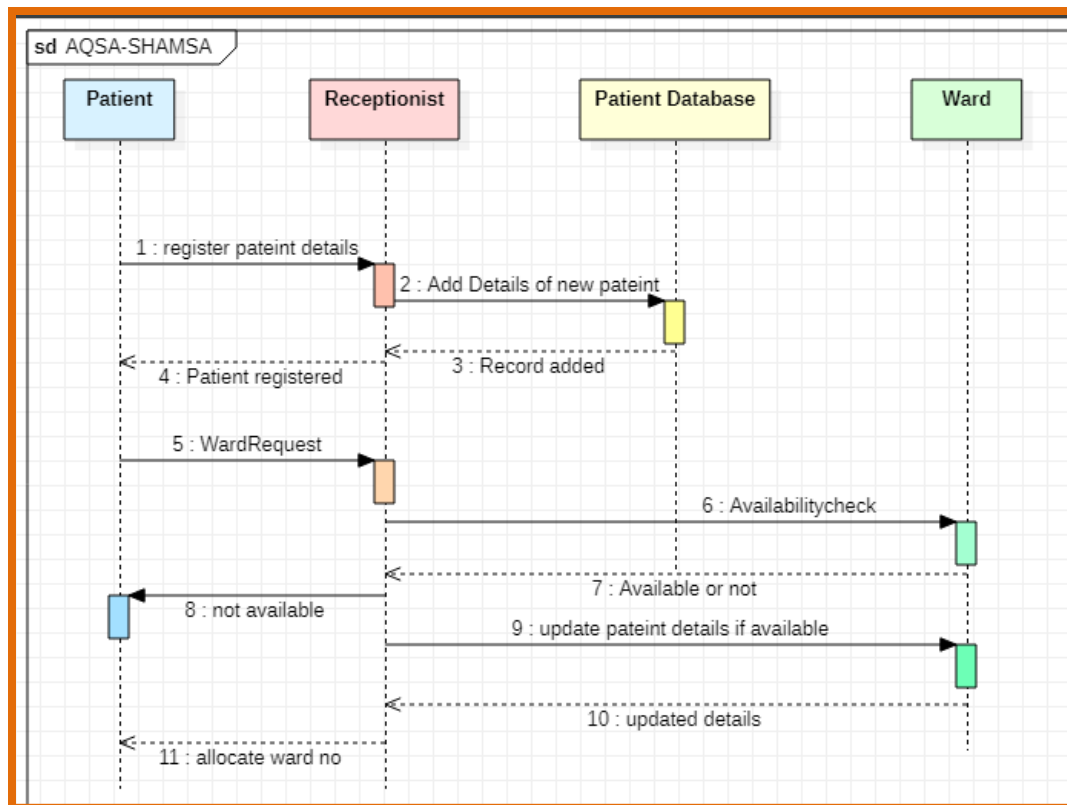 sd AQSA-SHAMSA
Patient
Receptionist
Patient Database
Ward
1 : register pateint details
2 : Add Details of new pateint
3 : Record added
4 : Patient registered
5 : WardRequest
6 : Availabilitycheck
7 : Available or not
8 : not available
9 : update pateint details if available
10 : updated details
11 : allocate ward no